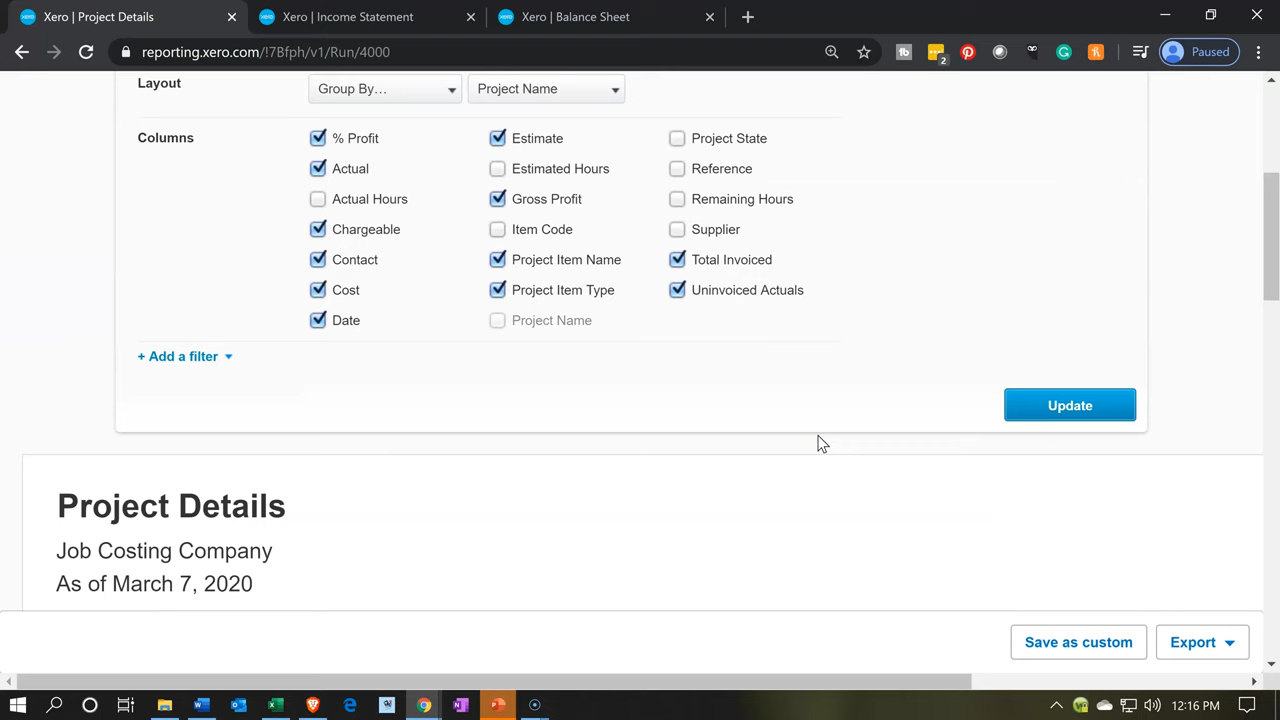 Xero | Project Details
Xero | Income Statement
Xero | Balance Sheet
reporting.xero.com/!7Bfph/v1/Run/4000
2
Paused
Layout
Group By...
Project Name
Columns
% Profit
Estimate
Project State
Actual
Estimated Hours
Reference
Actual Hours
Gross Profit
Remaining Hours
Chargeable
Item Code
Supplier
Contact
Project Item Name
Total Invoiced
Cost
Project Item Type
Uninvoiced Actuals
Date
Project Name
+ Add a filter
Update
Project Details
Job Costing Company
As of March 7, 2020
Save as custom
Export
12:16 PM